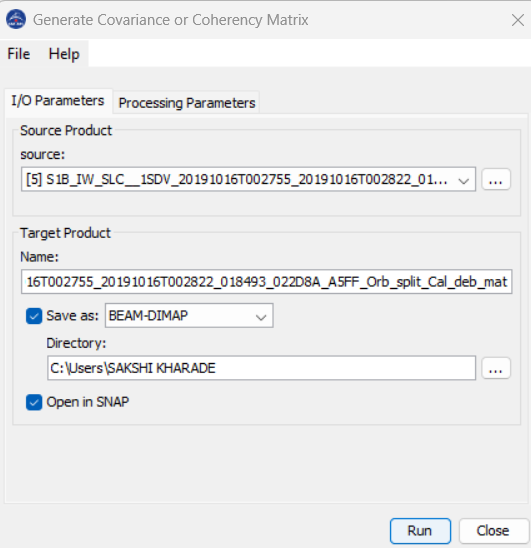 Generate Covariance or Coherency Matrix
File Help
I/O Parameters Processing Parameters
Source Product
source:
[5] S1B_IW_SLC__1SDV_20191016T002755_20191016T002822_01... ...
Target Product
Name:
16T002755_20191016T002822_018493_022D8A_A5FF_Orb_split_Cal_deb_mat
Save as: BEAM-DIMAP
Directory:
C:\Users\SAKSHI KHARADE ...
Open in SNAP
Run Close